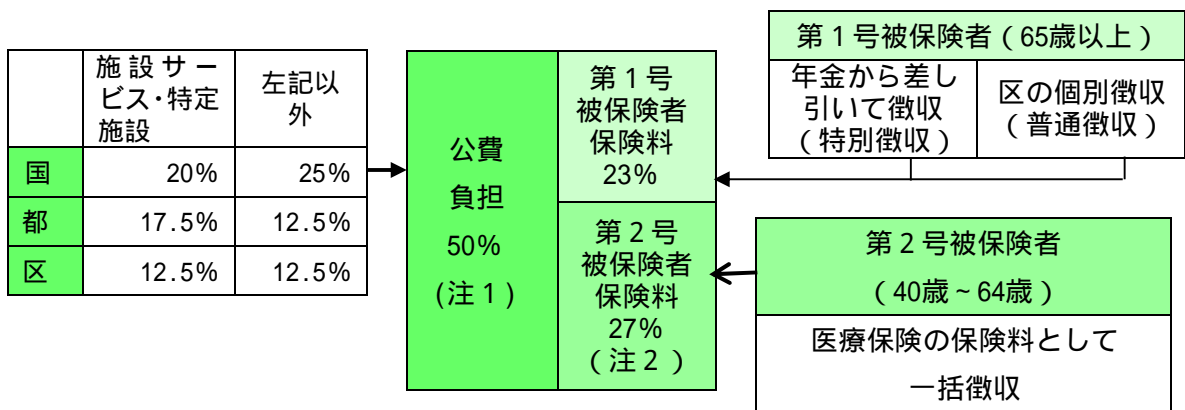 施設サー
ビス・特定
施設
左記以
外
国 20% 25%
都 17.5% 12.5%
区 12.5% 12.5%
公費
負担
50%
(注1)
第1号
被保険者
保険料
23%
第2号
被保険者
保険料
27%
（注2）
第1号被保険者（65歳以上）
年金から差し
引いて徴収
（特別徴収）
区の個別徴収
（普通徴収）
第2号被保険者
（40歳～64歳）
医療保険の保険料として
一括徴収